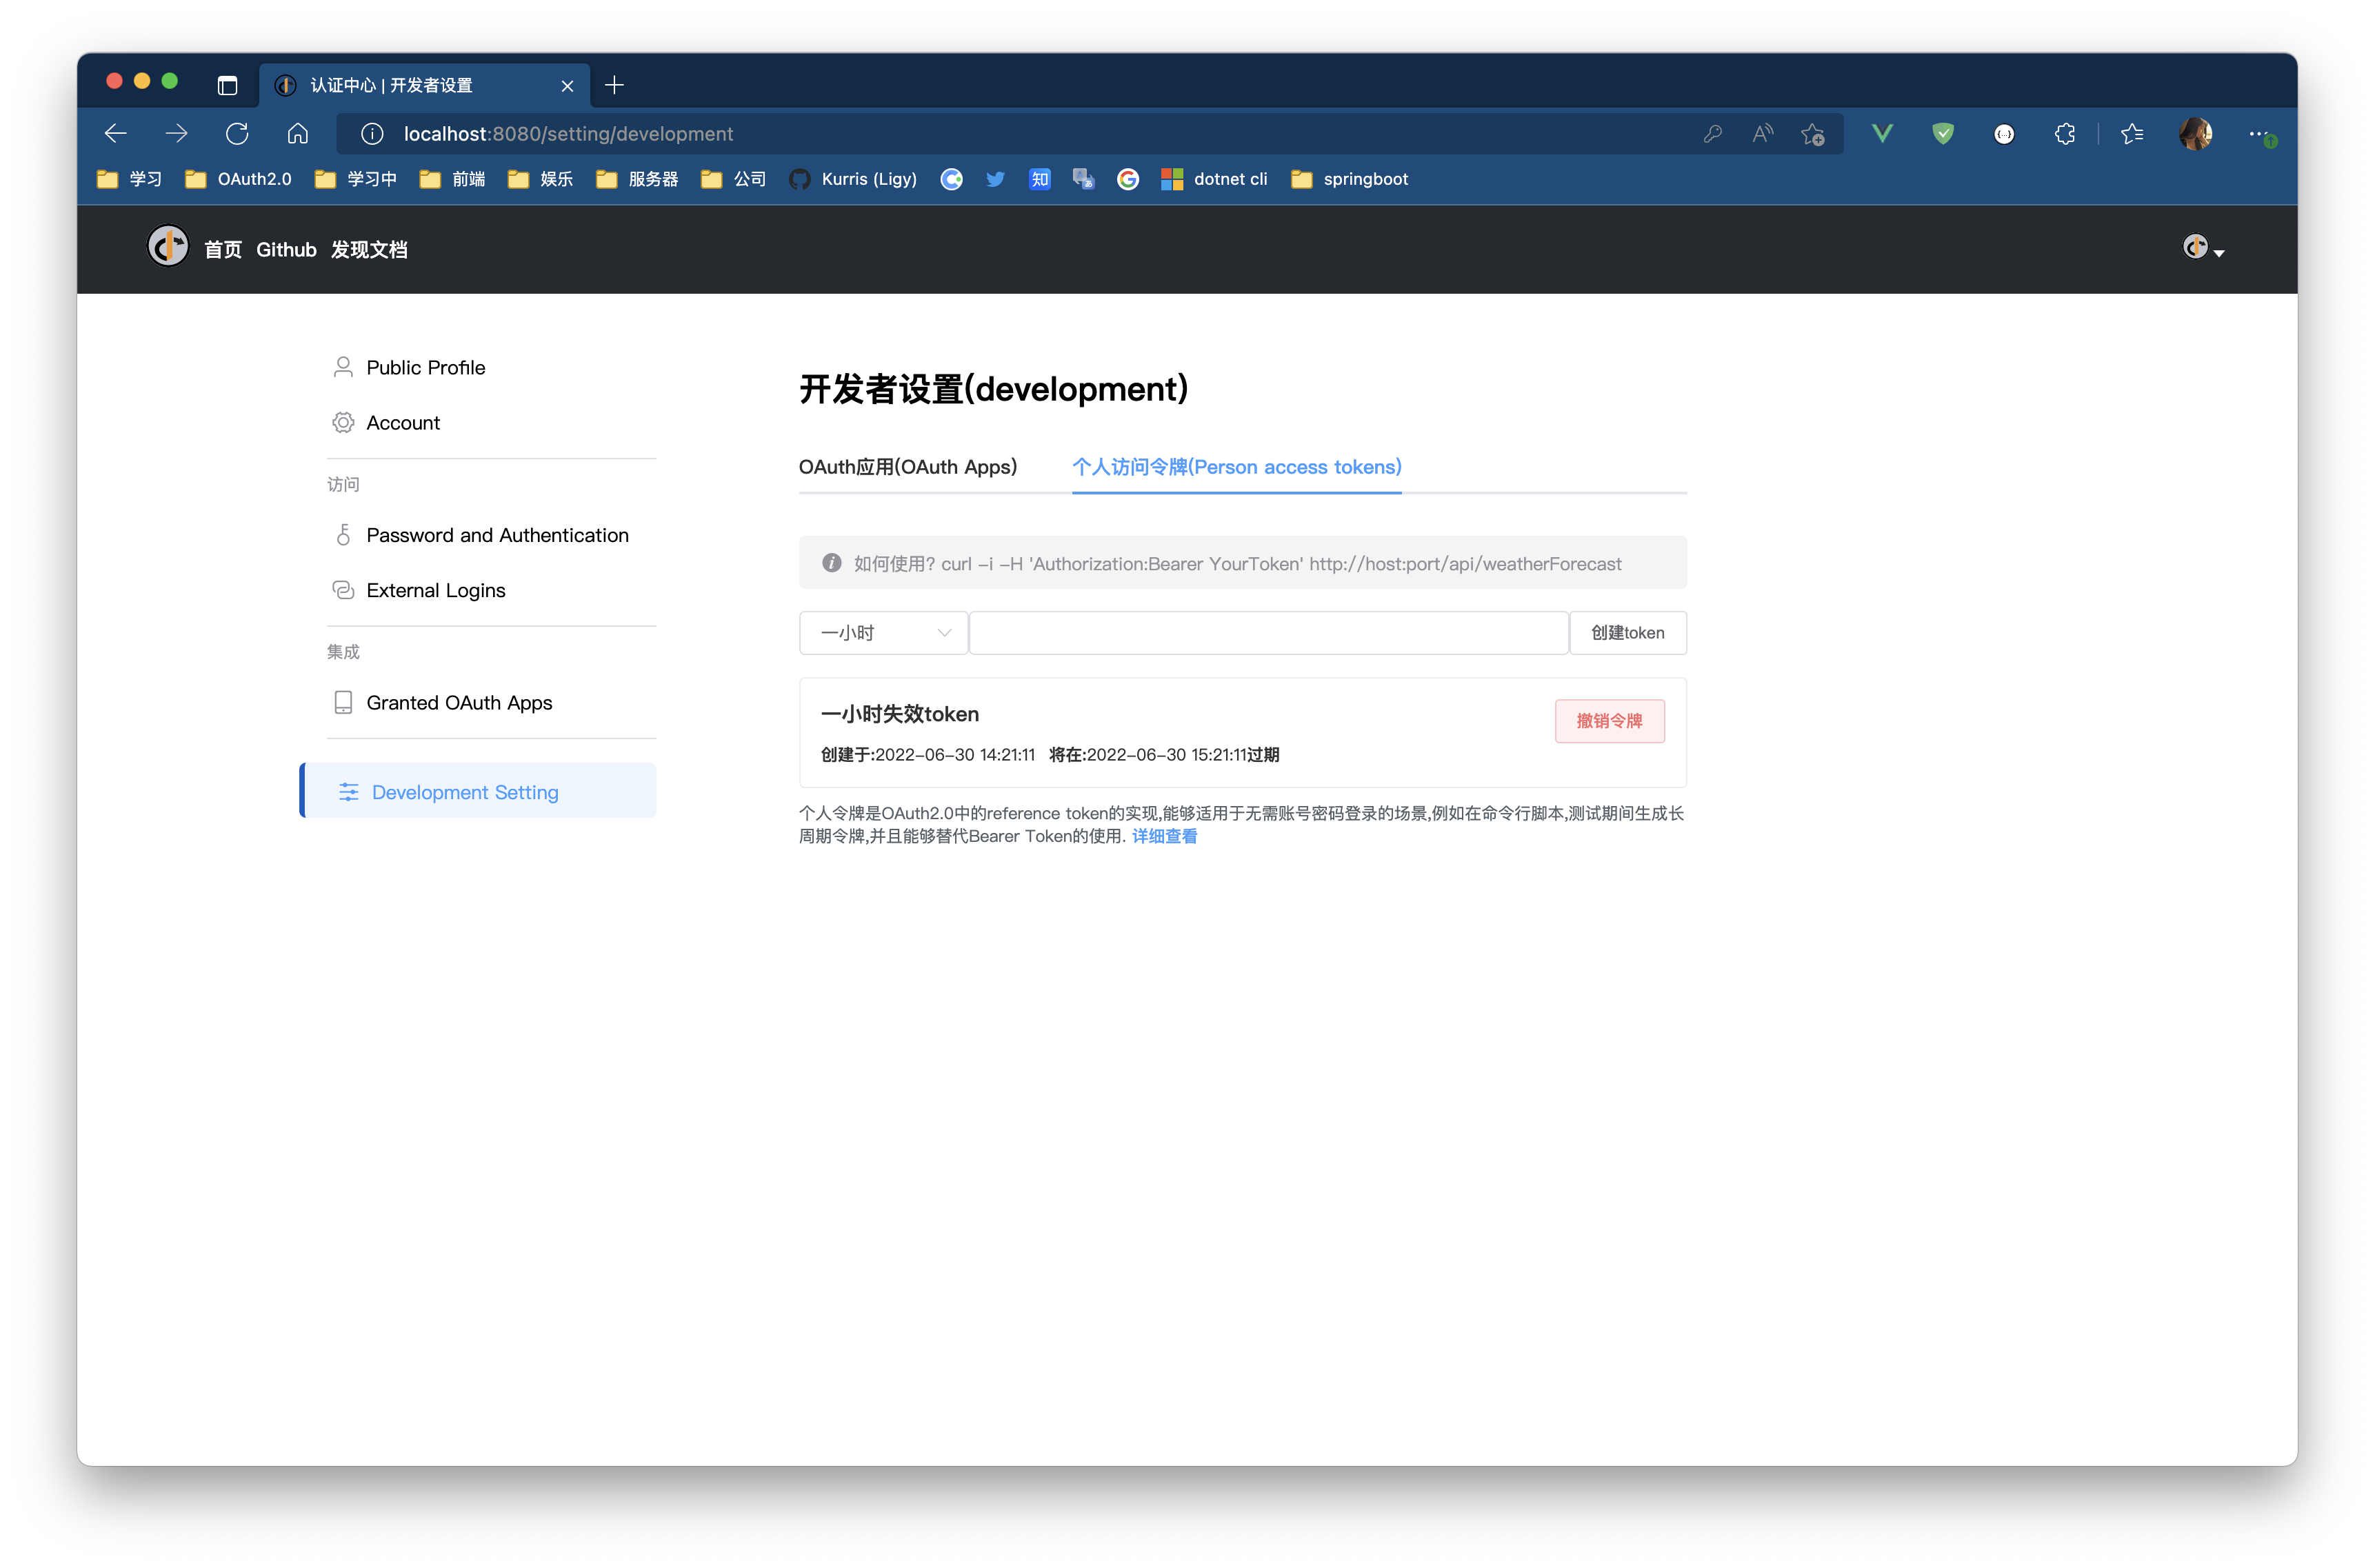 认证中心 | 开发者设置
localhost:8080/setting/development
学习 OAuth2.0 学习中 前端 娱乐 服务器 公司 Kurris (Ligy) 知 dotnet cli springboot
首页 Github 发现文档
Public Profile
Account
访问
Password and Authentication
External Logins
集成
Granted OAuth Apps
Development Setting
开发者设置(development)
OAuth应用(OAuth Apps) 个人访问令牌(Person access tokens)
如何使用? curl -i -H 'Authorization:Bearer YourToken' http://host:port/api/weatherForecast
一小时 创建token
一小时失效token
撤销令牌
创建于:2022-06-30 14:21:11 将在:2022-06-30 15:21:11过期
个人令牌是OAuth2.0中的reference token的实现,能够适用于无需账号密码登录的场景,例如在命令行脚本,测试期间生成长
周期令牌,并且能够替代Bearer Token的使用. 详细查看